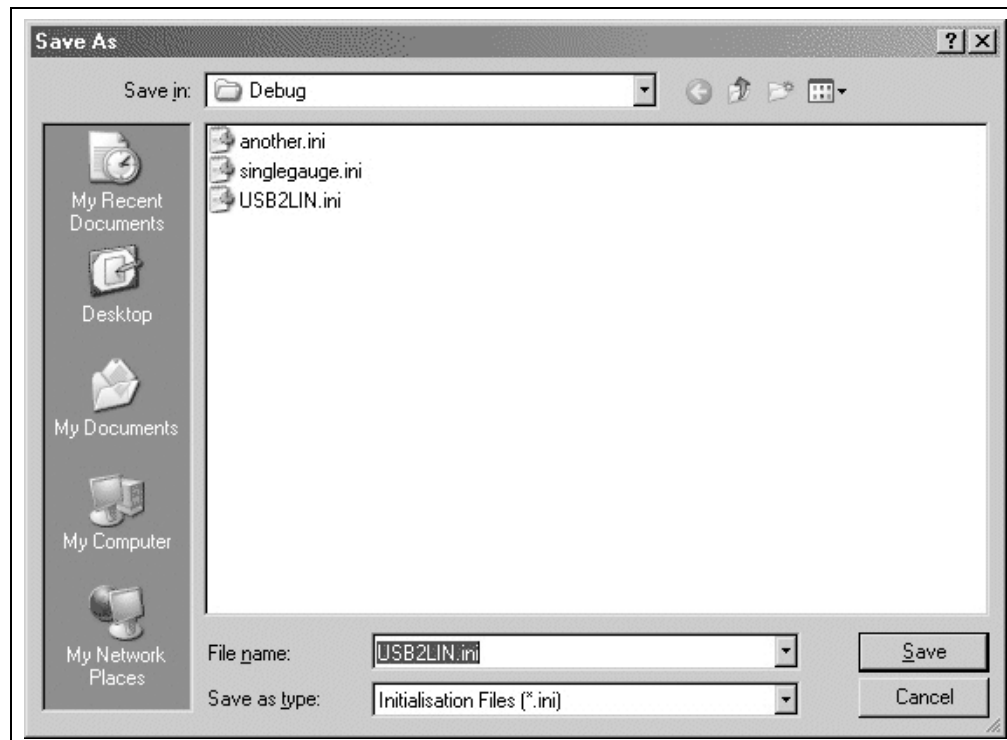 Save As
Save in: Debug
another.ini
singlegauge.ini
USB2LIN.ini
My Recent
Documents
Desktop
My Documents
My Computer
My Network
Places
File name: USB2LIN.ini Save
Save as type: Initialisation Files (*.ini) Cancel